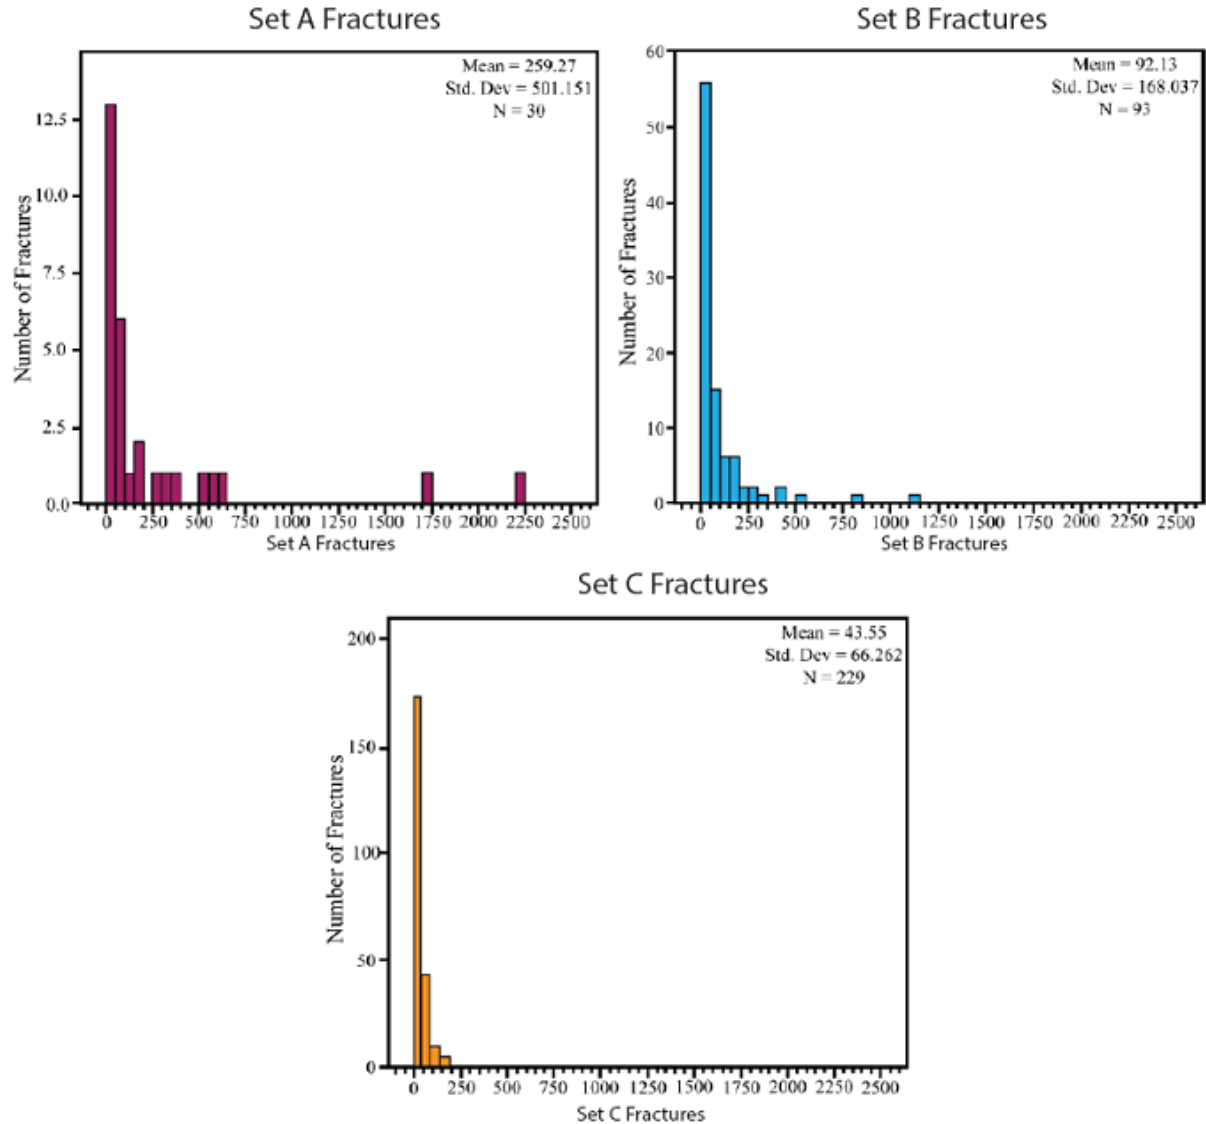 Set A Fractures
Mean = 259.27
Std. Dev = 501.151
N = 30
Number of Fractures
12.5
10.0
7.5
5.0
2.5
0.0
0 250 500 750 1000 1250 1500 1750 2000 2250 2500
Set A Fractures
Set B Fractures
Mean = 92.13
Std. Dev = 168.037
N = 93
Number of Fractures
60
50
40
30
20
10
0
0 250 500 750 1000 1250 1500 1750 2000 2250 2500
Set B Fractures
Set C Fractures
Mean = 43.55
Std. Dev = 66.262
N = 229
Number of Fractures
200
150
100
50
0
0 250 500 750 1000 1250 1500 1750 2000 2250 2500
Set C Fractures